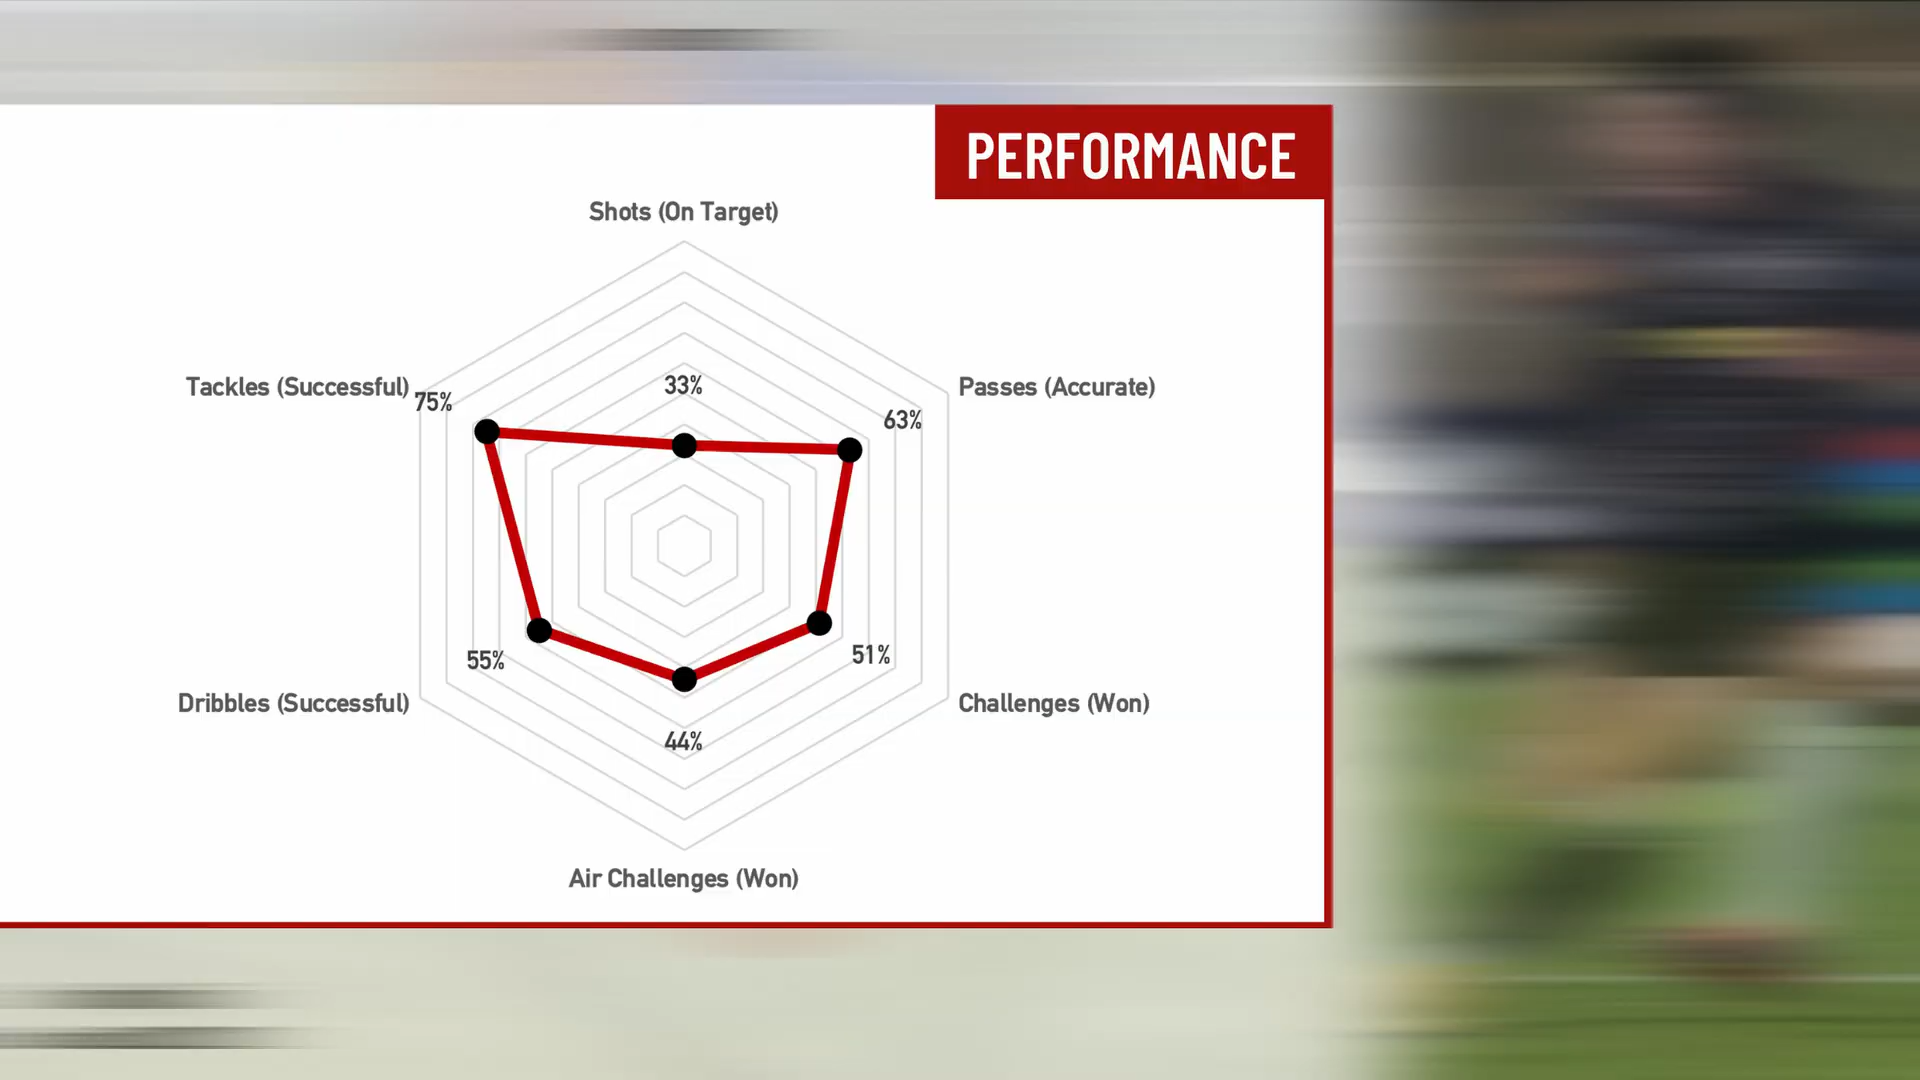 PERFORMANCE
Shots (On Target)
33%
Tackles (Successful)
75%
Passes (Accurate)
63%
55%
51%
Dribbles (Successful)
Challenges (Won)
44%
Air Challenges (Won)